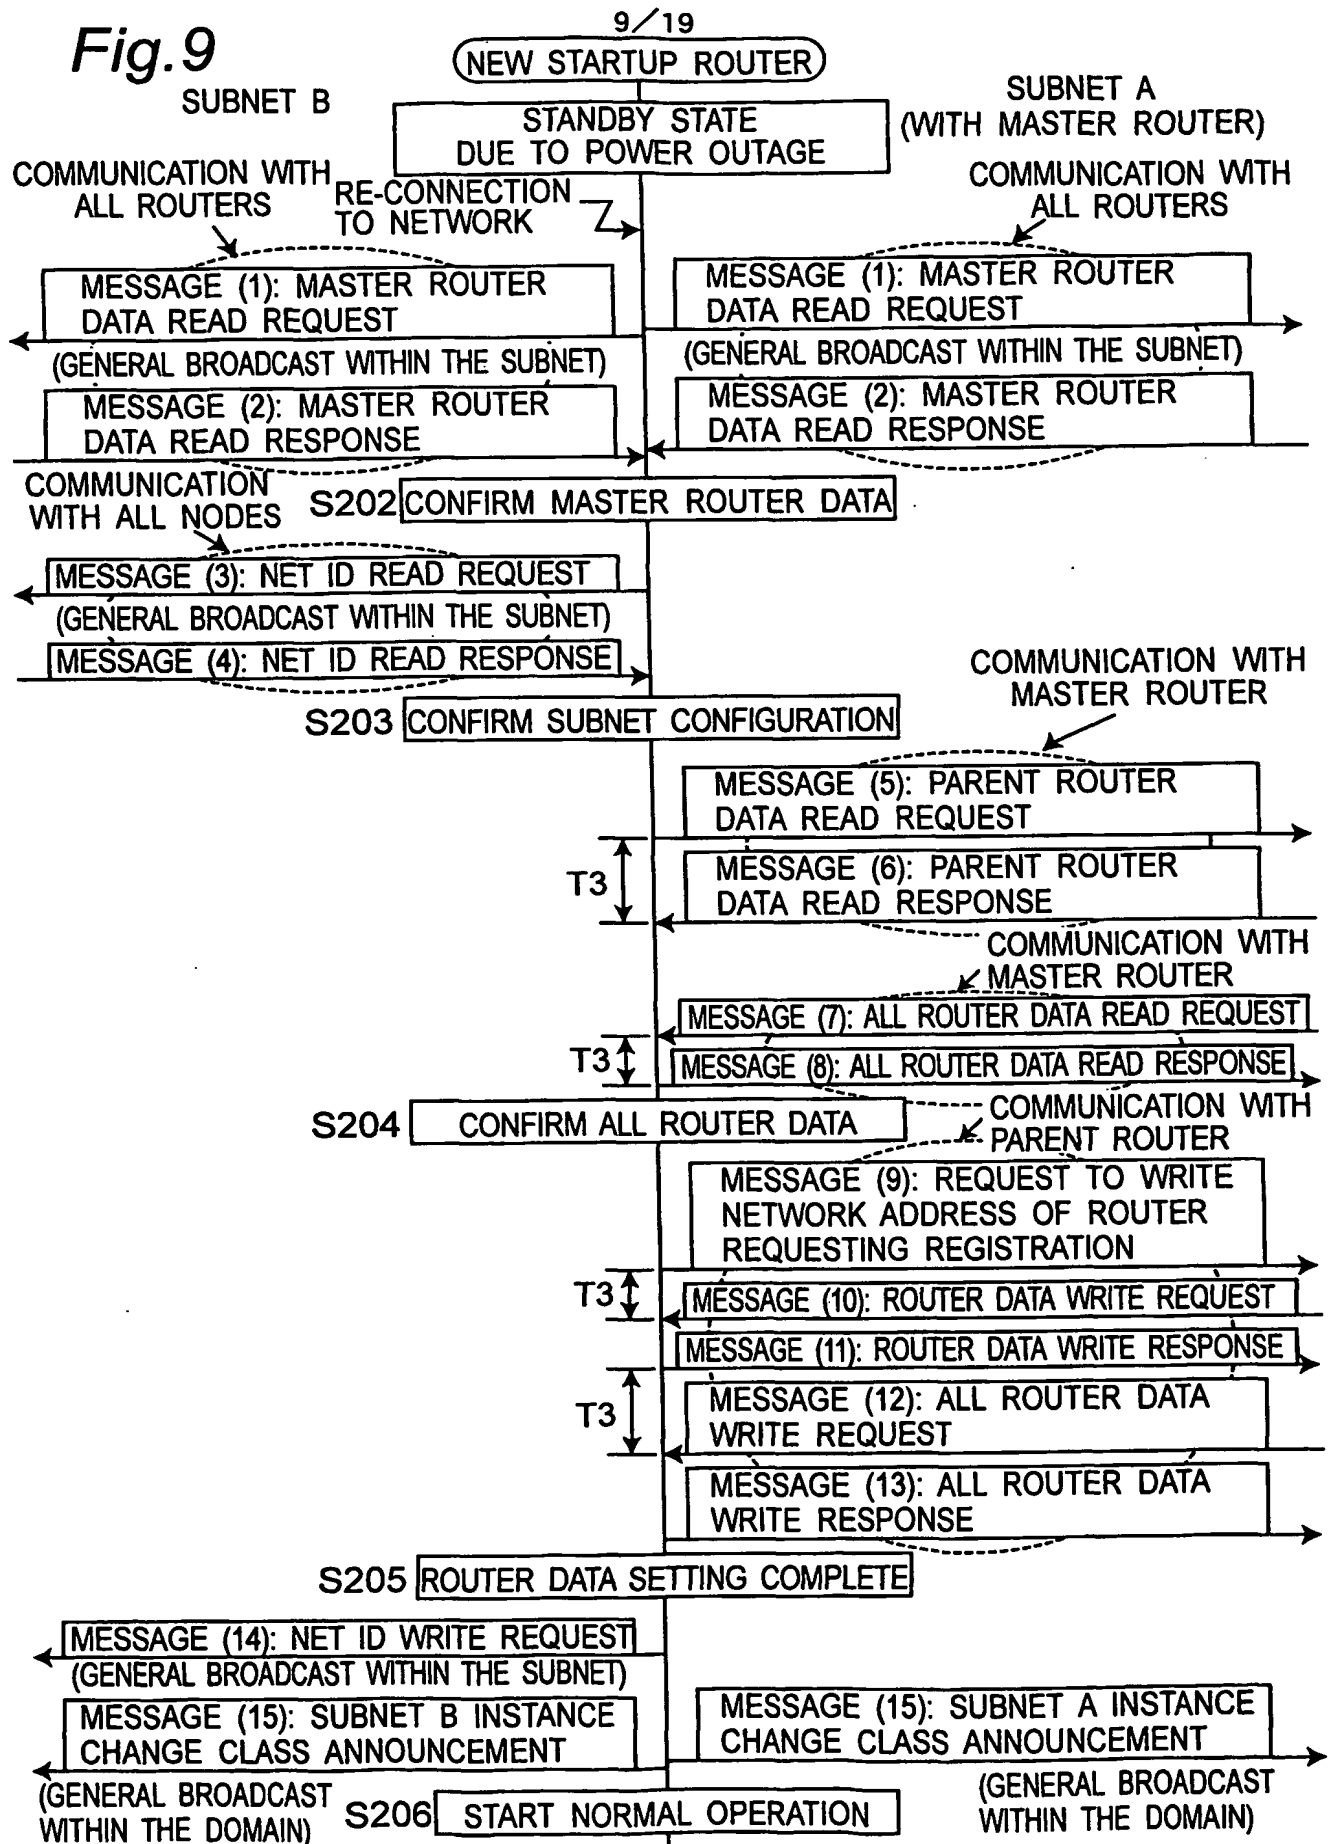 9/19
Fig.9
NEW STARTUP ROUTER
SUBNET B
SUBNET A
(WITH MASTER ROUTER)
STANDBY STATE
DUE TO POWER OUTAGE
COMMUNICATION WITH
ALL ROUTERS
RE-CONNECTION
TO NETWORK
COMMUNICATION WITH
ALL ROUTERS
MESSAGE (1): MASTER ROUTER
DATA READ REQUEST
(GENERAL BROADCAST WITHIN THE SUBNET)
MESSAGE (1): MASTER ROUTER
DATA READ REQUEST
(GENERAL BROADCAST WITHIN THE SUBNET)
MESSAGE (2): MASTER ROUTER
DATA READ RESPONSE
MESSAGE (2): MASTER ROUTER
DATA READ RESPONSE
COMMUNICATION
WITH ALL NODES
S202 CONFIRM MASTER ROUTER DATA
MESSAGE (3): NET ID READ REQUEST
(GENERAL BROADCAST WITHIN THE SUBNET)
MESSAGE (4): NET ID READ RESPONSE
S203 CONFIRM SUBNET CONFIGURATION
COMMUNICATION WITH
MASTER ROUTER
MESSAGE (5): PARENT ROUTER
DATA READ REQUEST
T3
MESSAGE (6): PARENT ROUTER
DATA READ RESPONSE
COMMUNICATION WITH
MASTER ROUTER
MESSAGE (7): ALL ROUTER DATA READ REQUEST
T3
MESSAGE (8): ALL ROUTER DATA READ RESPONSE
S204 CONFIRM ALL ROUTER DATA
COMMUNICATION WITH
PARENT ROUTER
MESSAGE (9): REQUEST TO WRITE
NETWORK ADDRESS OF ROUTER
REQUESTING REGISTRATION
T3
MESSAGE (10): ROUTER DATA WRITE REQUEST
MESSAGE (11): ROUTER DATA WRITE RESPONSE
T3
MESSAGE (12): ALL ROUTER DATA
WRITE REQUEST
MESSAGE (13): ALL ROUTER DATA
WRITE RESPONSE
S205 ROUTER DATA SETTING COMPLETE
MESSAGE (14): NET ID WRITE REQUEST
(GENERAL BROADCAST WITHIN THE SUBNET)
MESSAGE (15): SUBNET B INSTANCE
CHANGE CLASS ANNOUNCEMENT
(GENERAL BROADCAST
WITHIN THE DOMAIN)
MESSAGE (15): SUBNET A INSTANCE
CHANGE CLASS ANNOUNCEMENT
(GENERAL BROADCAST
WITHIN THE DOMAIN)
S206 START NORMAL OPERATION